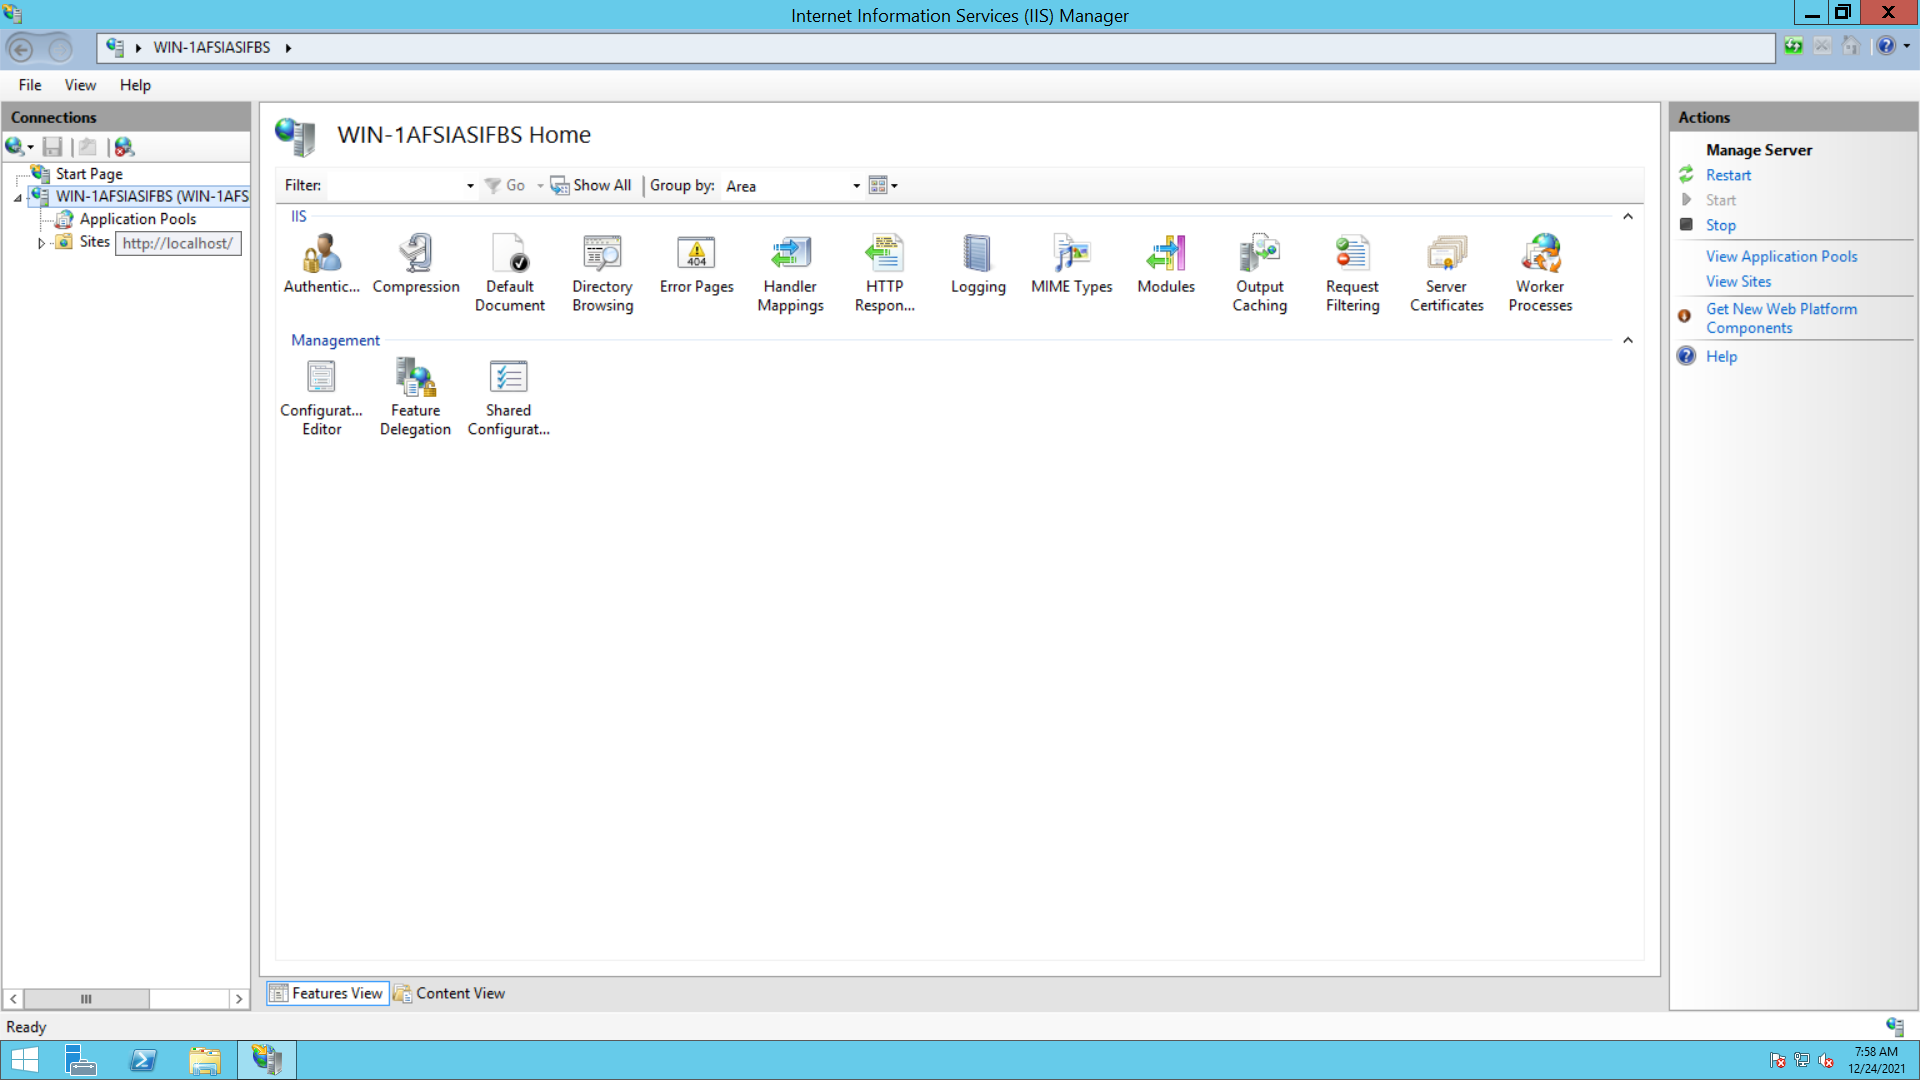 Internet Information Services (IIS) Manager
WIN-1AFSIASIFBS
File View Help
Connections
Start Page
WIN-1AFSIASIFBS (WIN-1AFS
Application Pools
Sites
http://localhost/
WIN-1AFSIASIFBS Home
Filter: Go Show All Group by: Area
IIS
Authentic...
Compression
Default
Document
Directory
Browsing
Error Pages
404
Handler
Mappings
HTTP
Respon...
Logging
MIME Types
Modules
Output
Caching
Request
Filtering
Server
Certificates
Worker
Processes
Management
Configurat...
Editor
Feature
Delegation
Shared
Configurat...
Features View
Content View
Actions
Manage Server
Restart
Start
Stop
View Application Pools
View Sites
Get New Web Platform
Components
Help
Ready
7:58 AM
12/24/2021